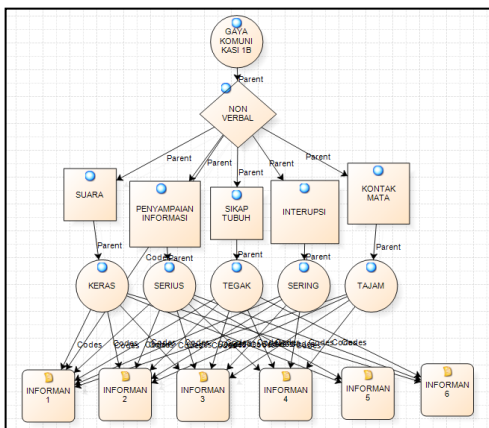 GAYA
KOMUNI
KASI 1B
Parent
NON
VERBAL
Parent
Parent
Parent
Parent
Parent
SUARA
PENYAMPAIAN
INFORMASI
SIKAP
TUBUH
INTERUPSI
KONTAK
MATA
Parent
Parent
Parent
Parent
Parent
KERAS
SERIUS
TEGAK
SERING
TAJAM
Codes
INFORMAN
1
INFORMAN
2
INFORMAN
3
INFORMAN
4
INFORMAN
5
INFORMAN
6